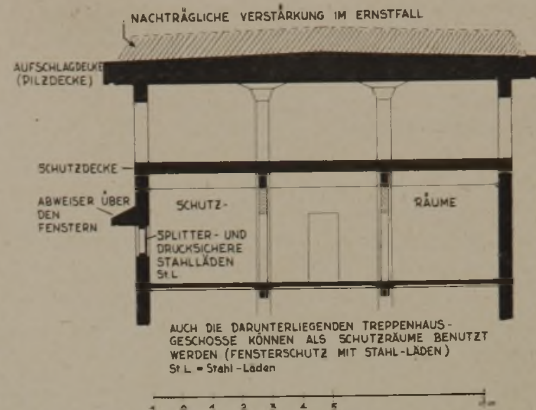 NACHTRÄGLICHE VERSTÄRKUNG IM ERNSTFALL
AUFSCHLAGDECKE
(PILZDECKE)
SCHUTZDECKE
ABWEISER ÜBER
DEN
FENSTERN
SCHUTZ-
RÄUME
SPLITTER- UND
DRUCKSICHERE
STAHLLÄDEN
St.L
AUCH DIE DARUNTERLIEGENDEN TREPPENHAUS-
GESCHOSSE KÖNNEN ALS SCHUTZRÄUME BENUTZT
WERDEN (FENSTERSCHUTZ MIT STAHL-LÄDEN)
St L = Stahl-Läden
1 0 1 2 3 4 5